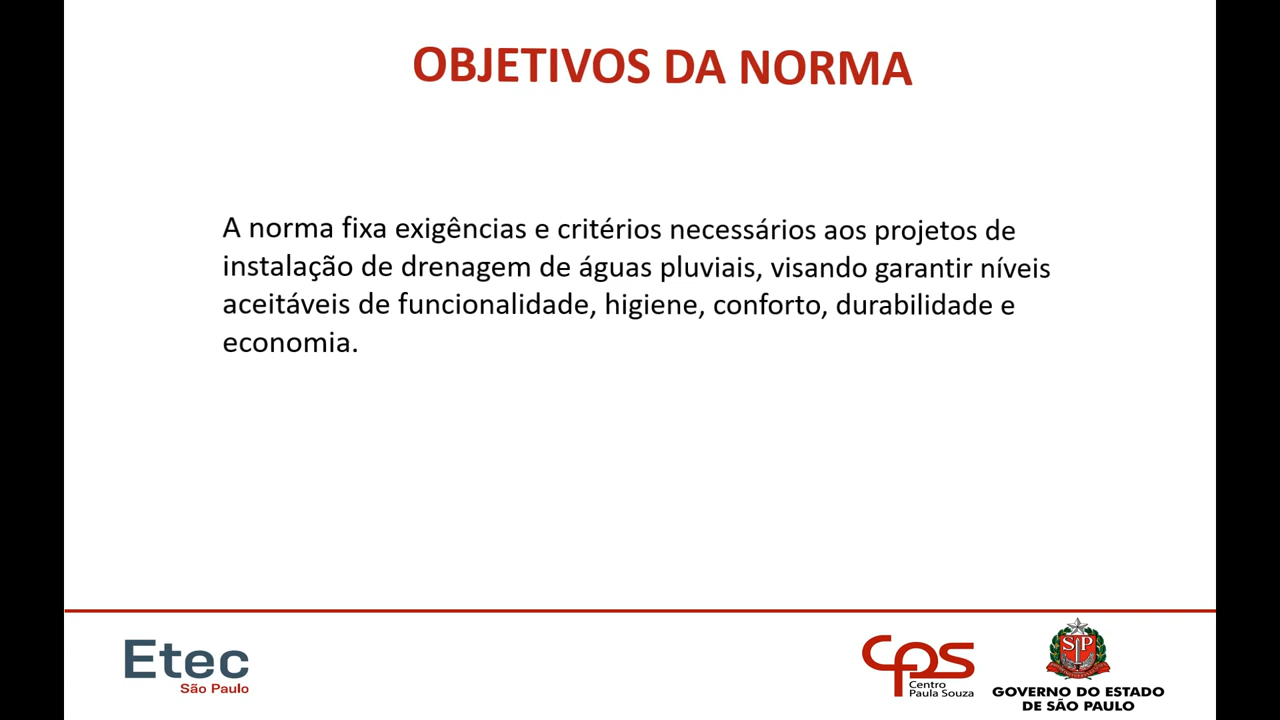 OBJETIVOS DA NORMA
A norma fixa exigências e critérios necessários aos projetos de
instalação de drenagem de águas pluviais, visando garantir níveis
aceitáveis de funcionalidade, higiene, conforto, durabilidade e
economia.
Etec
São Paulo
cps
Centro
Paula Souza
SP
GOVERNO DO ESTADO
DE SÃO PAULO